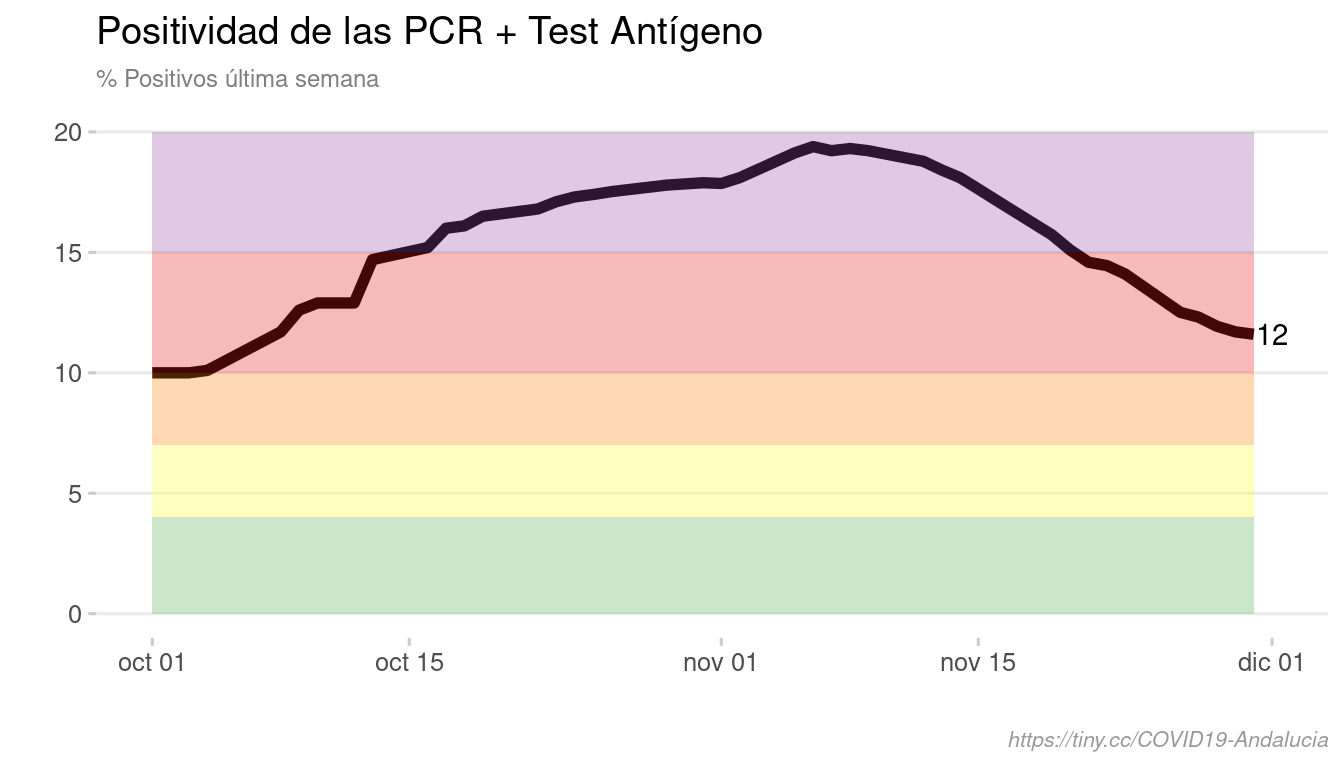 Positividad de las PCR + Test Antígeno
% Positivos última semana
20
15
10
5
0
12
oct 01
oct 15
nov 01
nov 15
dic 01
https://tiny.cc/COVID19-Andalucia